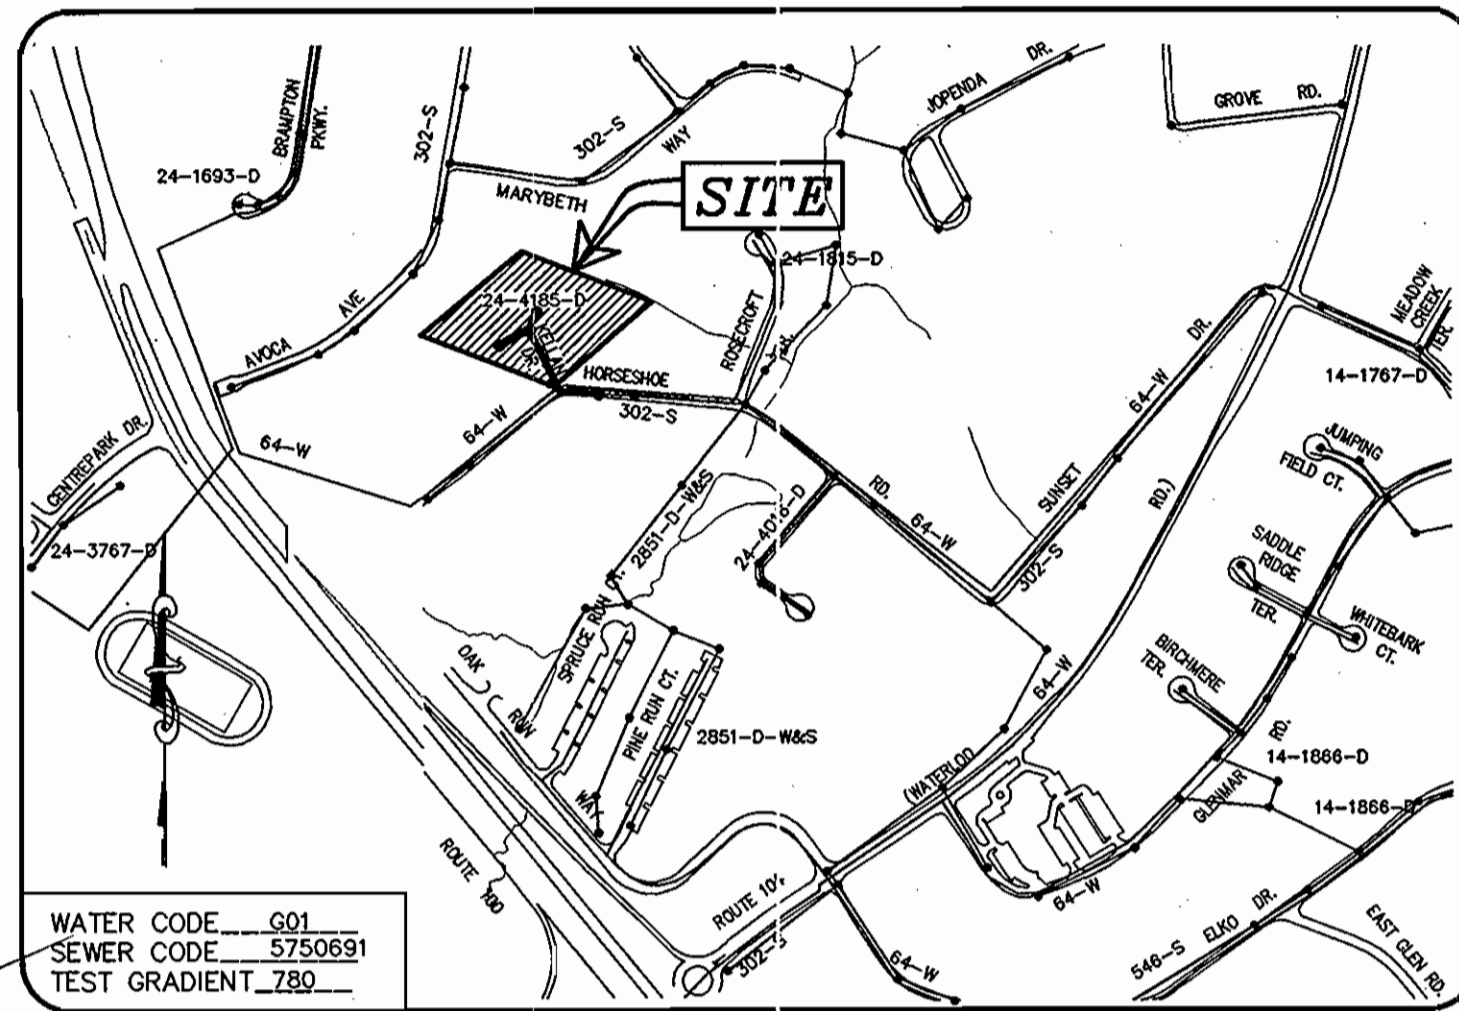 BRAMPTON
PKWY.
302-S
24-1693-D
302-S
WAY
MARYBETH
SITE
JOPENDA DR.
GROVE RD.
24-1815-D
24-4185-D
DR.
AVOCA AVE
ROSECROFT
HORSESHOE
302-S
64-W
64-W
CENTREPARK DR.
24-3767-D
MEADOW
CREEK
TER.
14-1767-D
64-W
SUNSET DR.
302-S
RD.
64-W
RD.)
JUMPING
FIELD CT.
SADDLE
RIDGE
TER.
WHITEBARK
CT.
BIRCHMERE
TER.
2851-D-W&S
SPRUCE RUN CT.
OAK
RUN
WAY
PINE RUN CT.
2851-D-W&S
64-W
(WATERLOO
RD.
GLENMAR
14-1866-D
14-1866-D
64-W
ROUTE 100
ROUTE 104
302-S
64-W
546-S
ELKO DR.
EAST GLEN RD.
WATER CODE G01
SEWER CODE 5750691
TEST GRADIENT 780